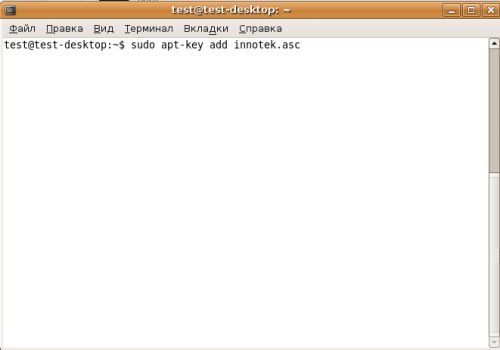 test@test-desktop: ~
Файл Правка Вид Терминал Вкладки Справка
test@test-desktop:~$ sudo apt-key add innotek.asc